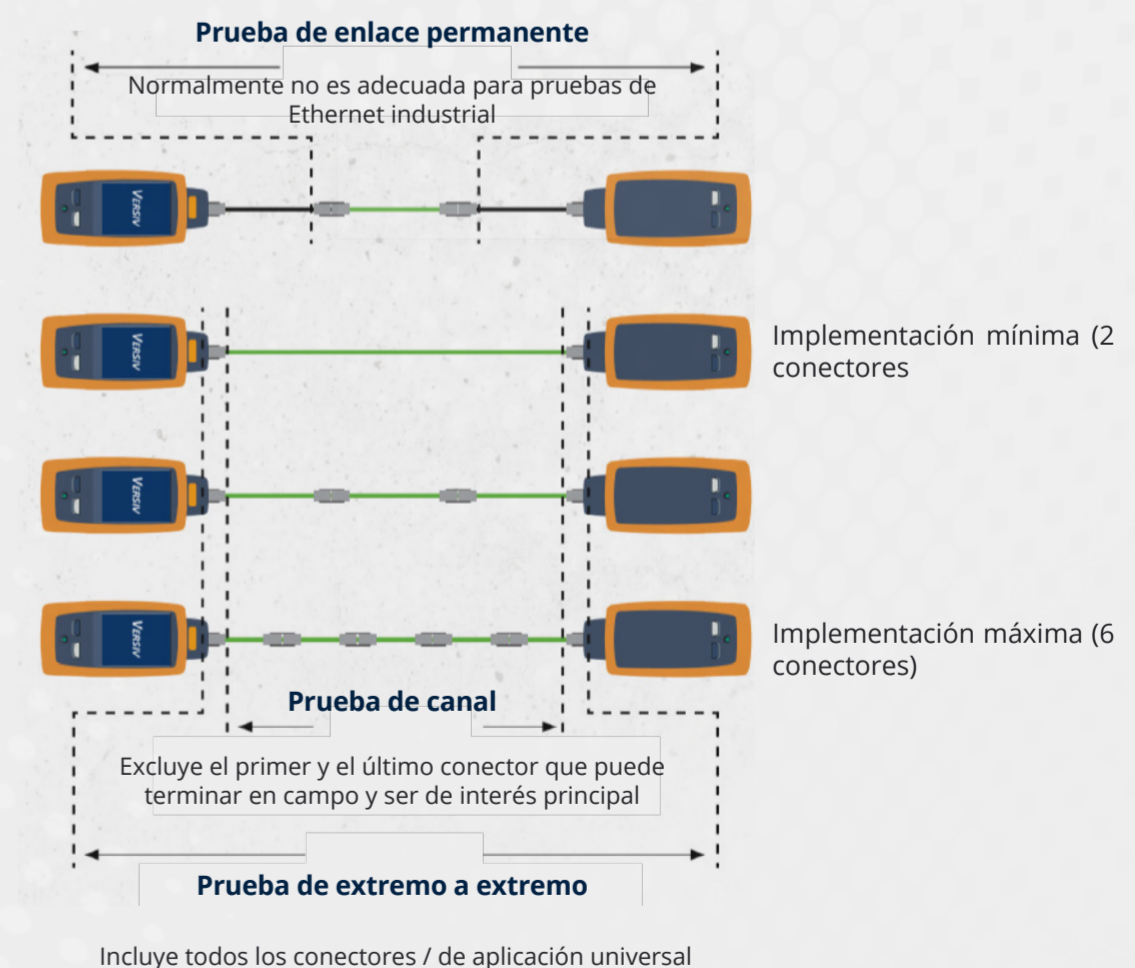 Prueba de enlace permanente
Normalmente no es adecuada para pruebas de
Ethernet industrial
VERSIV
VERSIV
Implementación mínima (2
conectores
VERSIV
VERSIV
Implementación máxima (6
conectores)
Prueba de canal
Excluye el primer y el último conector que puede
terminar en campo y ser de interés principal
Prueba de extremo a extremo
Incluye todos los conectores / de aplicación universal